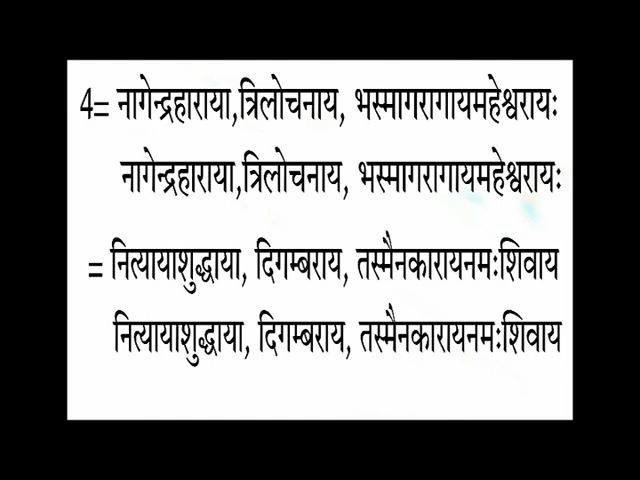 4= नागेन्द्रहाराया,त्रिलोचनाय, भस्मागरागायमहेश्वरायः
नागेन्द्रहाराया,त्रिलोचनाय, भस्मागरागायमहेश्वरायः
= नित्यायाशुद्धाया, दिगम्बराय, तस्मैनकारायनमःशिवाय
नित्यायाशुद्धाया, दिगम्बराय, तस्मैनकारायनमःशिवाय